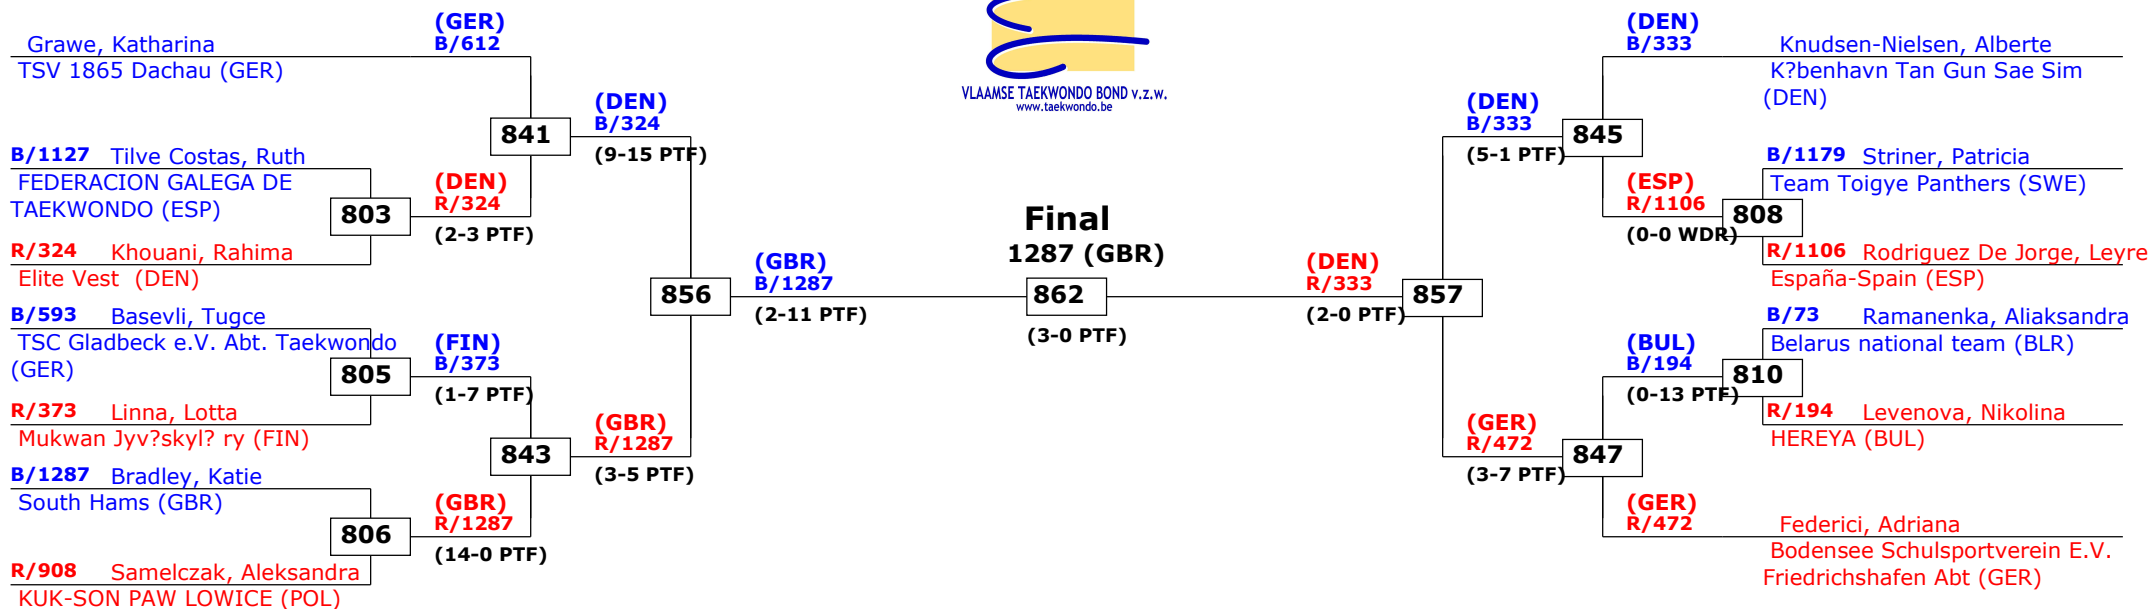 (GER)
B/612
Grawe, Katharina
TSV 1865 Dachau (GER)
841
(DEN)
B/324
(9-15 PTF)
B/1127 Tilve Costas, Ruth
FEDERACION GALEGA DE
TAEKWONDO (ESP)
803
(DEN)
R/324
(2-3 PTF)
R/324 Khouani, Rahima
Elite Vest (DEN)
856
(GBR)
B/1287
(2-11 PTF)
B/593 Basevli, Tugce
TSC Gladbeck e.V. Abt. Taekwondo
(GER)
805
(FIN)
B/373
(1-7 PTF)
R/373 Linna, Lotta
Mukwan Jyv?skyl? ry (FIN)
843
(GBR)
R/1287
(3-5 PTF)
B/1287 Bradley, Katie
South Hams (GBR)
806
(GBR)
R/1287
(14-0 PTF)
R/908 Samelczak, Aleksandra
KUK-SON PAW LOWICE (POL)
VLAAMSE TAEKWONDO BOND v.z.w.
www.taekwondo.be
Final
1287 (GBR)
862
(3-0 PTF)
(DEN)
R/333
(2-0 PTF)
857
(DEN)
B/333
(5-1 PTF)
845
(DEN)
B/333
Knudsen-Nielsen, Alberte
K?benhavn Tan Gun Sae Sim
(DEN)
B/1179 Striner, Patricia
Team Toigye Panthers (SWE)
(ESP)
R/1106
(0-0 WDR)
808
R/1106 Rodriguez De Jorge, Leyre
España-Spain (ESP)
B/73 Ramanenka, Aliaksandra
Belarus national team (BLR)
(BUL)
B/194
(0-13 PTF)
810
R/194 Levenova, Nikolina
HEREYA (BUL)
(GER)
R/472
(3-7 PTF)
847
(GER)
R/472
Federici, Adriana
Bodensee Schulsportverein E.V.
Friedrichshafen Abt (GER)